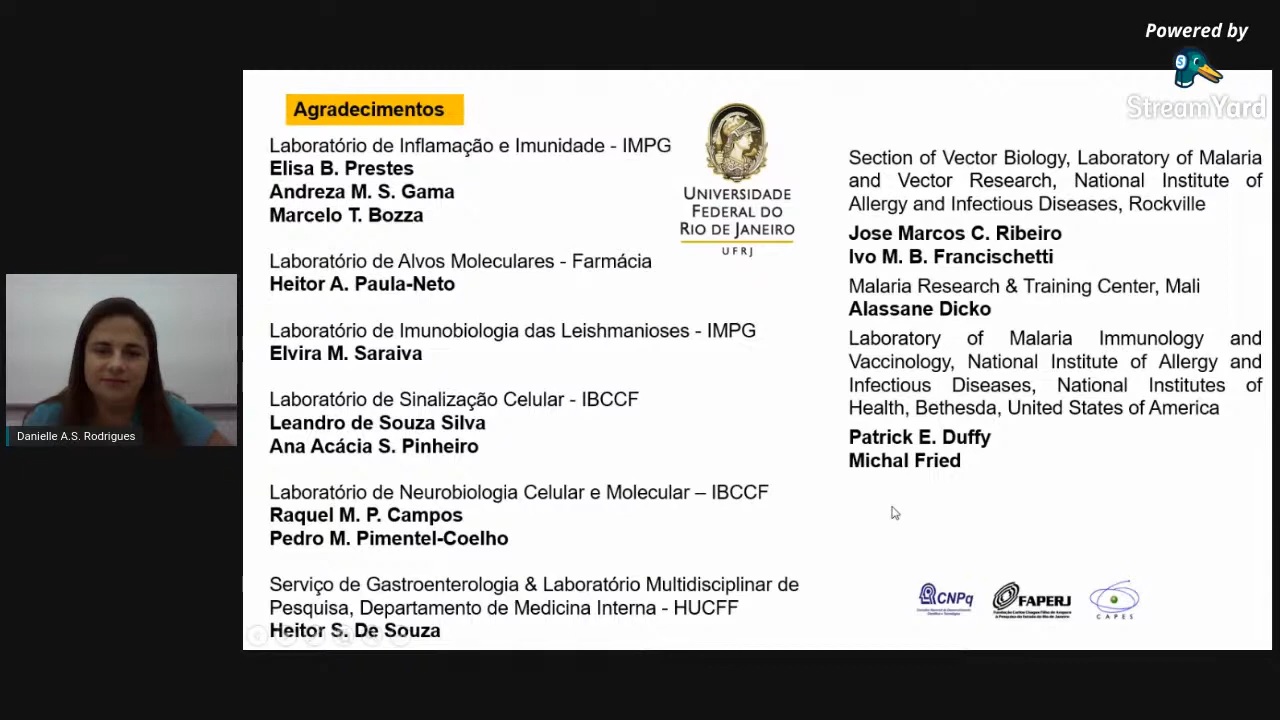 Powered by
StreamYard
Agradecimentos
Laboratório de Inflamação e Imunidade - IMPG
Elisa B. Prestes
Andreza M. S. Gama
Marcelo T. Bozza
Laboratório de Alvos Moleculares - Farmácia
Heitor A. Paula-Neto
Laboratório de Imunobiologia das Leishmanioses - IMPG
Elvira M. Saraiva
Laboratório de Sinalização Celular - IBCCF
Leandro de Souza Silva
Ana Acácia S. Pinheiro
Laboratório de Neurobiologia Celular e Molecular – IBCCF
Raquel M. P. Campos
Pedro M. Pimentel-Coelho
Serviço de Gastroenterologia & Laboratório Multidisciplinar de
Pesquisa, Departamento de Medicina Interna - HUCFF
Heitor S. De Souza
UNIVERSIDADE
FEDERAL DO
RIO DE JANEIRO
UFRJ
Section of Vector Biology, Laboratory of Malaria
and Vector Research, National Institute of
Allergy and Infectious Diseases, Rockville
Jose Marcos C. Ribeiro
Ivo M. B. Francischetti
Malaria Research & Training Center, Mali
Alassane Dicko
Laboratory of Malaria Immunology and
Vaccinology, National Institute of Allergy and
Infectious Diseases, National Institutes of
Health, Bethesda, United States of America
Patrick E. Duffy
Michal Fried
CNPq
FAPERJ
CAPES
Danielle A.S. Rodrigues